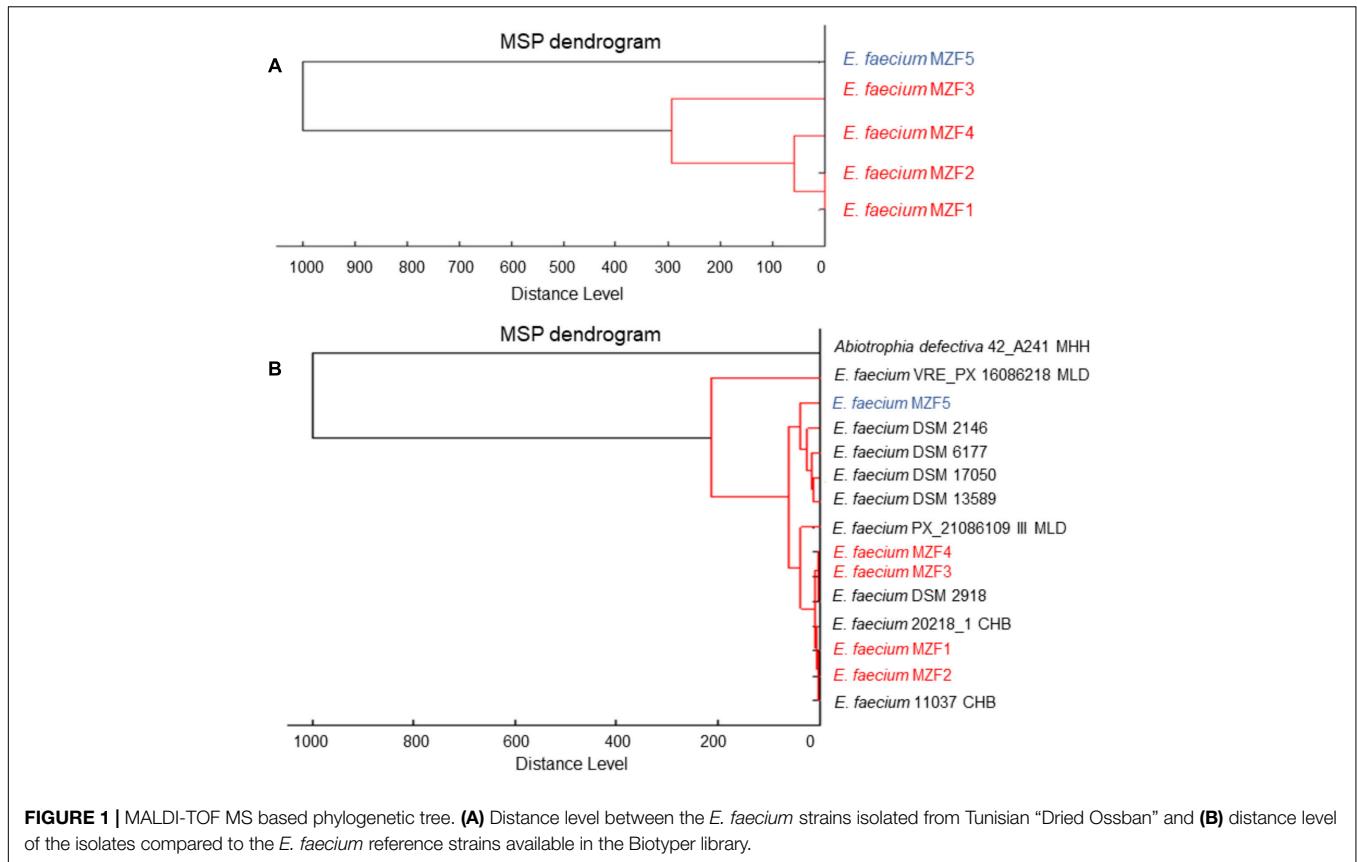 MSP dendrogram
A
E. faecium MZF5
E. faecium MZF3
E. faecium MZF4
E. faecium MZF2
E. faecium MZF1
1000 900 800 700 600 500 400 300 200 100 0
Distance Level
MSP dendrogram
B
Abiotrophia defectiva 42_A241 MHH
E. faecium VRE_PX 16086218 MLD
E. faecium MZF5
E. faecium DSM 2146
E. faecium DSM 6177
E. faecium DSM 17050
E. faecium DSM 13589
E. faecium PX_21086109 III MLD
E. faecium MZF4
E. faecium MZF3
E. faecium DSM 2918
E. faecium 20218_1 CHB
E. faecium MZF1
E. faecium MZF2
E. faecium 11037 CHB
1000 800 600 400 200 0
Distance Level
FIGURE 1 | MALDI-TOF MS based phylogenetic tree. (A) Distance level between the E. faecium strains isolated from Tunisian “Dried Ossban” and (B) distance level
of the isolates compared to the E. faecium reference strains available in the Biotyper library.